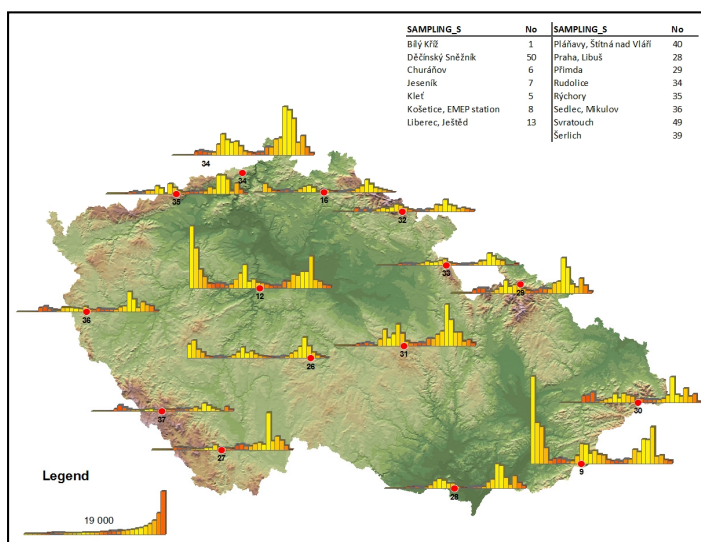 SAMPLING_S No SAMPLING_S No
Bílý Kříž 1 Pláňavy, Štítná nad Vláří 40
Děčínský Sněžník 50 Praha, Libuš 28
Churáňov 6 Přimda 29
Jeseník 7 Rudolice 34
Kleť 5 Rýchory 35
Košetice, EMEP station 8 Sedlec, Mikulov 36
Liberec, Ještěd 13 Svratouch 49
Šerlich 39
34
34
35
16
32
33
29
12
36
31
26
37
30
27
9
28
Legend
19 000